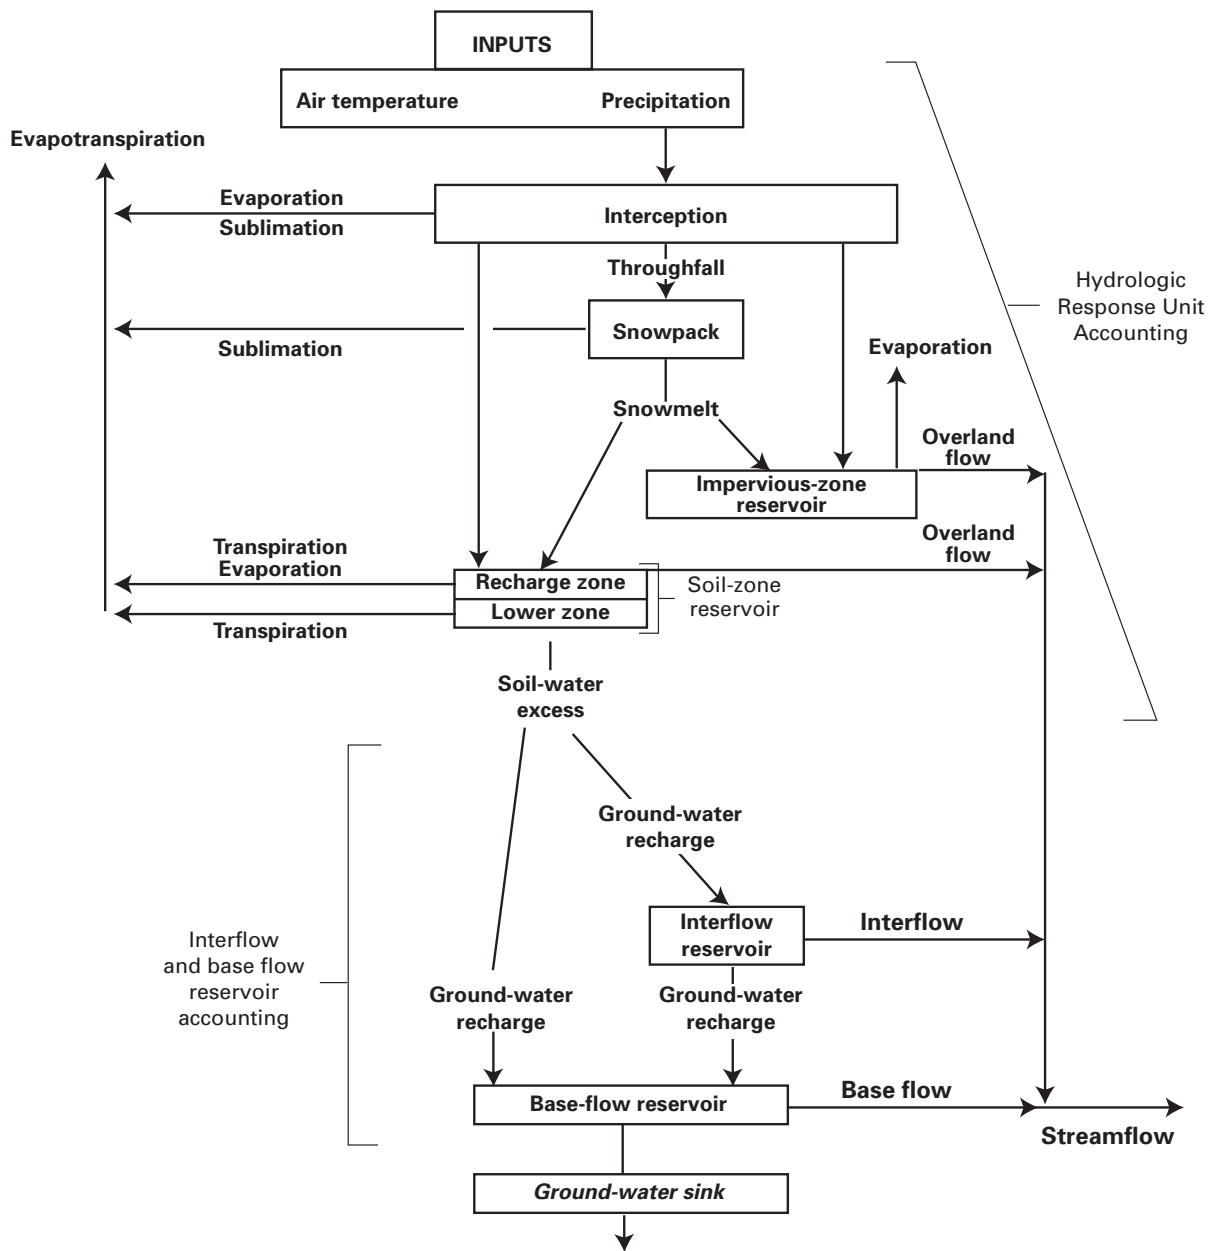 INPUTS
Air temperature
Precipitation
Evapotranspiration
Evaporation
Sublimation
Interception
Throughfall
Hydrologic
Response Unit
Accounting
Snowpack
Sublimation
Evaporation
Snowmelt
Overland
flow
Impervious-zone
reservoir
Overland
flow
Transpiration
Evaporation
Recharge zone
Soil-zone
reservoir
Lower zone
Transpiration
Soil-water
excess
Ground-water
recharge
Interflow
reservoir
Interflow
Interflow
and base flow
reservoir
accounting
Ground-water
recharge
Ground-water
recharge
Base-flow reservoir
Base flow
Streamflow
Ground-water sink